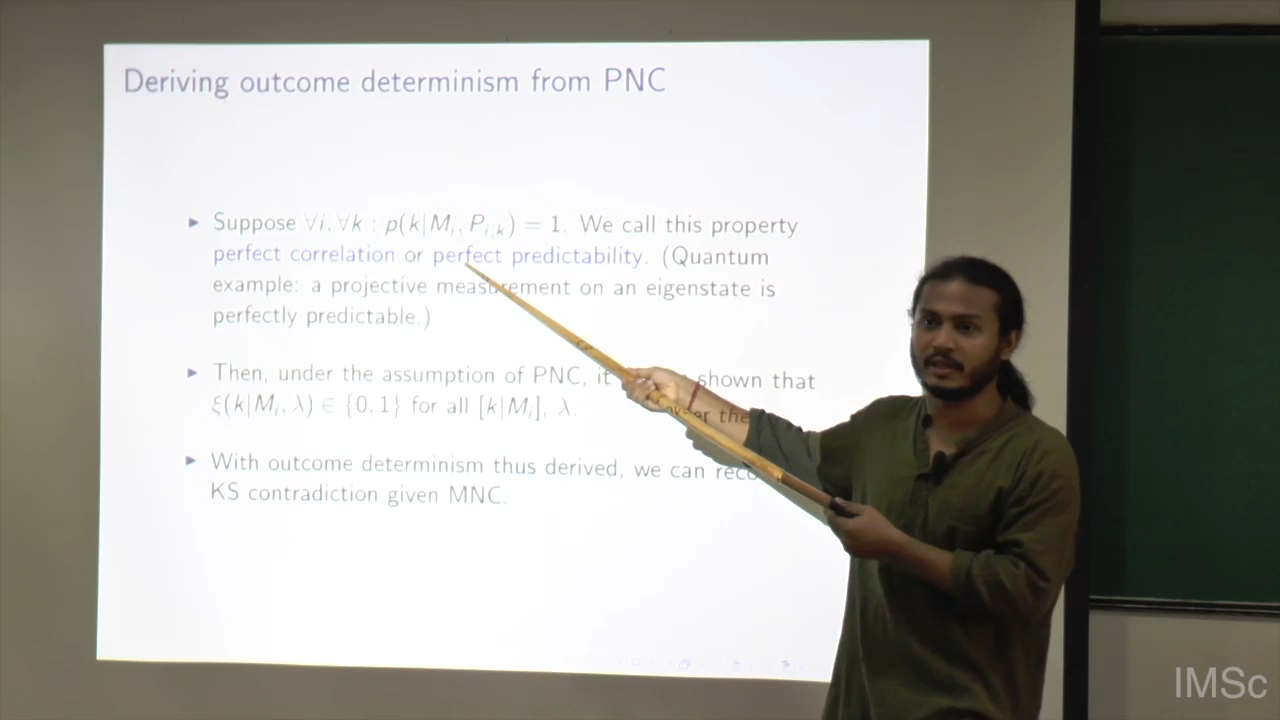 Deriving outcome determinism from PNC
Suppose ∀i, ∀k : p(k|M_i, P_{i,k}) = 1. We call this property
perfect correlation or perfect predictability. (Quantum
example: a projective measurement on an eigenstate is
perfectly predictable.)
Then, under the assumption of PNC, it shown that
ξ(k|M_i, λ) ∈ {0, 1} for all [k|M_i], λ.
With outcome determinism thus derived, we can the
KS contradiction given MNC.
IMSc